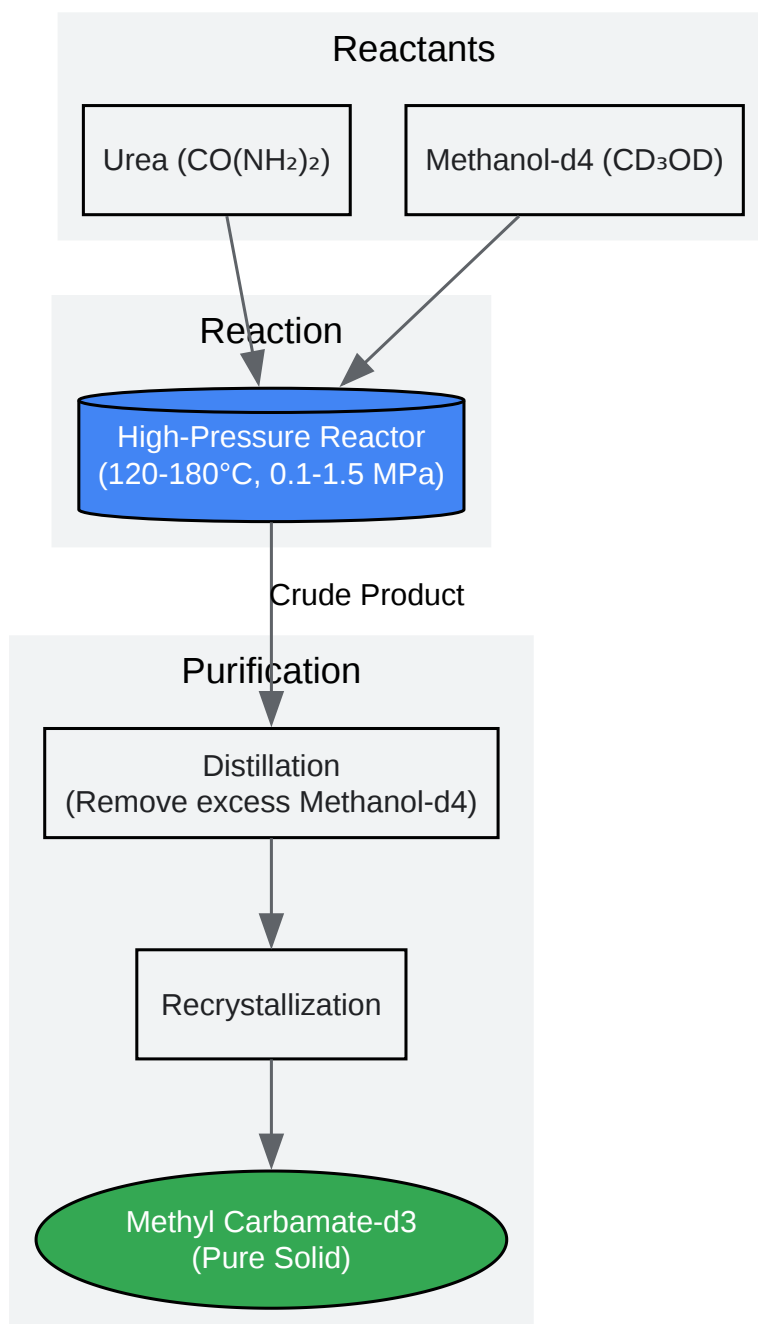 Reactants
Urea (CO(NH₂)₂)
Methanol-d4 (CD₃OD)
Reaction
High-Pressure Reactor
(120-180°C, 0.1-1.5 MPa)
Crude Product
Purification
Distillation
(Remove excess Methanol-d4)
Recrystallization
Methyl Carbamate-d3
(Pure Solid)